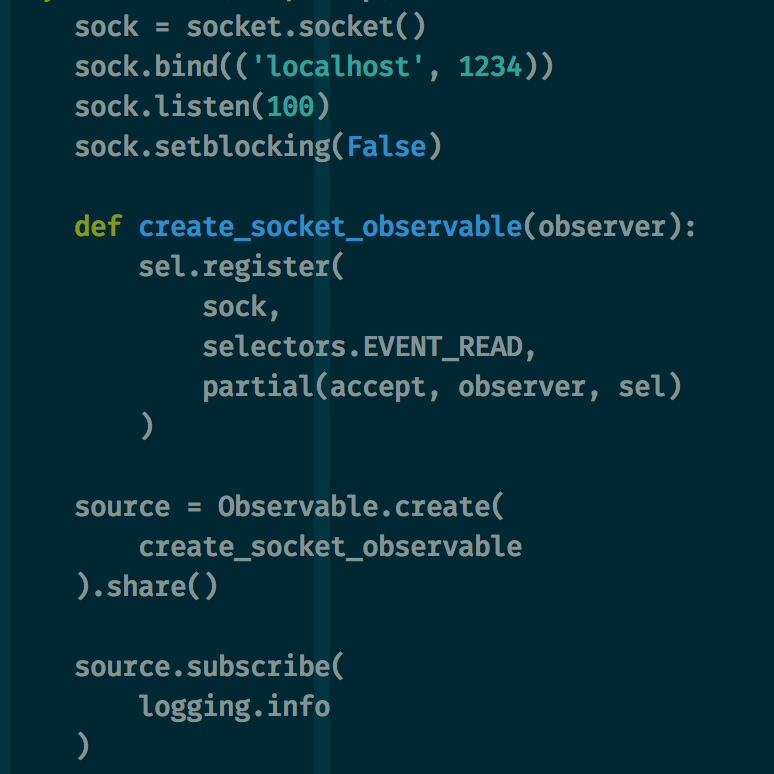 sock = socket.socket()
sock.bind(('localhost', 1234))
sock.listen(100)
sock.setblocking(False)
def create_socket_observable(observer):
sel.register(
sock,
selectors.EVENT_READ,
partial(accept, observer, sel)
)
source = Observable.create(
create_socket_observable
).share()
source.subscribe(
logging.info
)